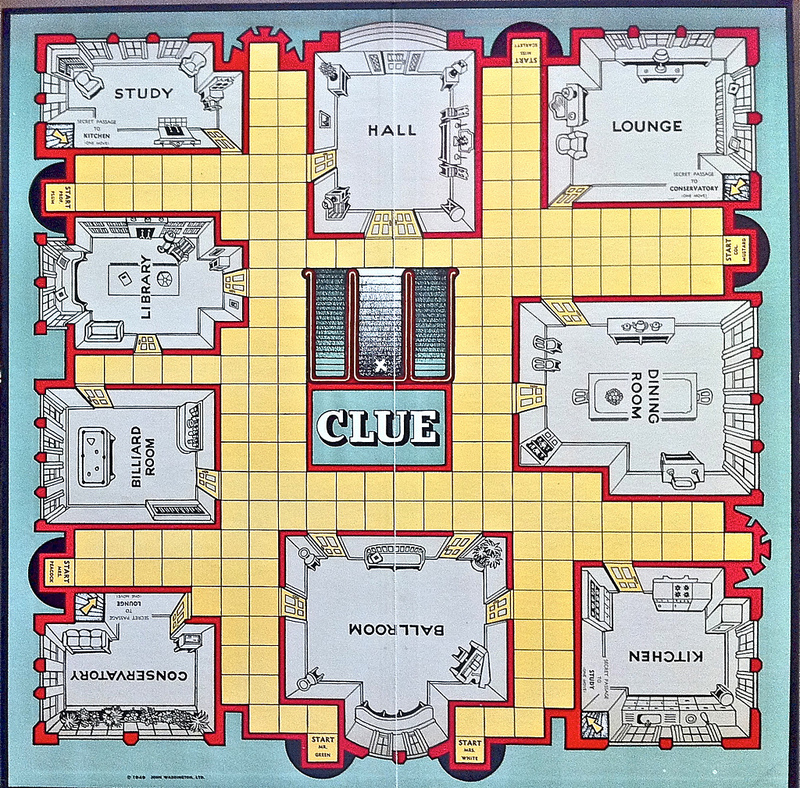 START
MISS
SCARLETT
STUDY
SECRET PASSAGE
TO
KITCHEN
(ONE MOVE)
HALL
LOUNGE
SECRET PASSAGE
TO
CONSERVATORY
(ONE MOVE)
START
PROF.
PLUM
START
COL.
MUSTARD
LIBRARY
DINING
ROOM
CLUE
BILLIARD
ROOM
START
MRS.
PEACOCK
SECRET PASSAGE
TO
LOUNGE
(ONE MOVE)
CONSERVATORY
BALLROOM
KITCHEN
SECRET PASSAGE
TO
STUDY
(ONE MOVE)
START
MR.
GREEN
START
MRS.
WHITE
© 1949 JOHN WADDINGTON, LTD.